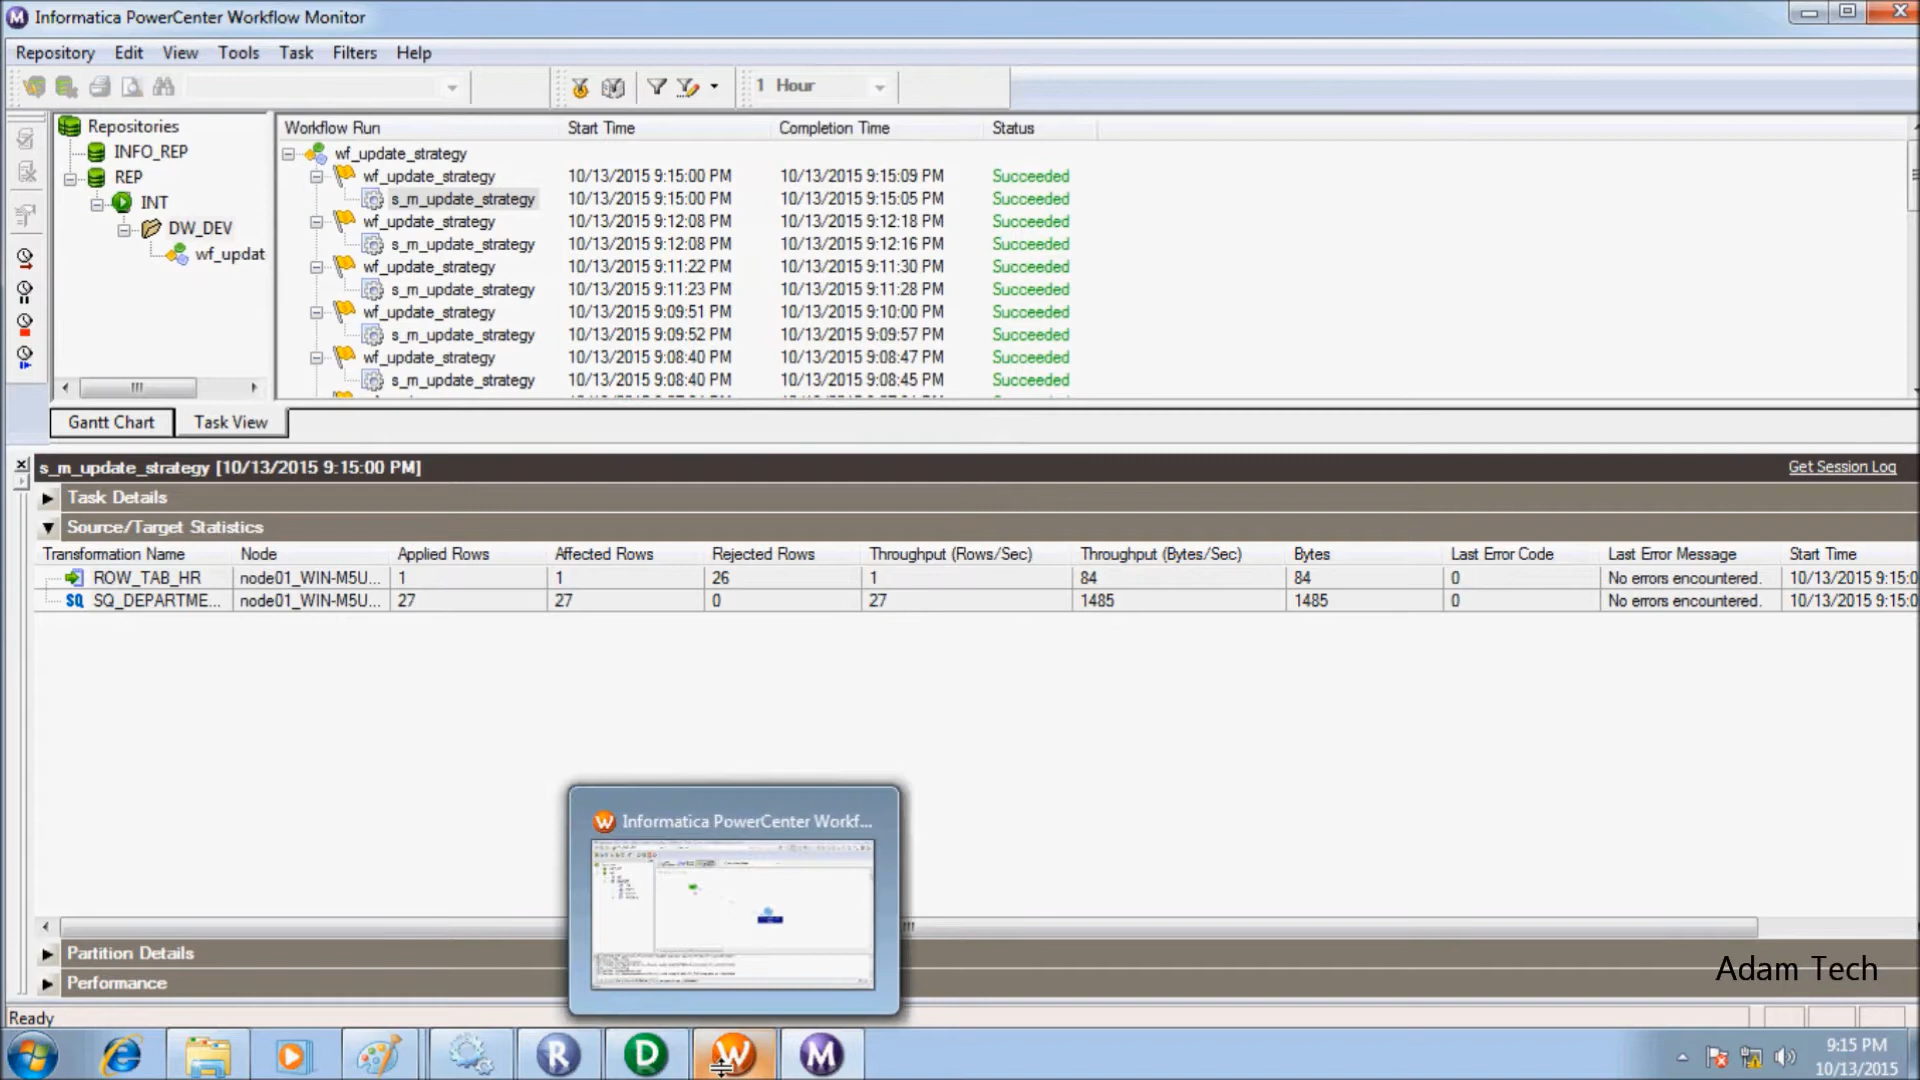 Informatica PowerCenter Workflow Monitor
Repository Edit View Tools Task Filters Help
1 Hour
Repositories
INFO_REP
REP
INT
DW_DEV
wf_updat
Workflow Run Start Time Completion Time Status
wf_update_strategy
wf_update_strategy 10/13/2015 9:15:00 PM 10/13/2015 9:15:09 PM Succeeded
s_m_update_strategy 10/13/2015 9:15:00 PM 10/13/2015 9:15:05 PM Succeeded
wf_update_strategy 10/13/2015 9:12:08 PM 10/13/2015 9:12:18 PM Succeeded
s_m_update_strategy 10/13/2015 9:12:08 PM 10/13/2015 9:12:16 PM Succeeded
wf_update_strategy 10/13/2015 9:11:22 PM 10/13/2015 9:11:30 PM Succeeded
s_m_update_strategy 10/13/2015 9:11:23 PM 10/13/2015 9:11:28 PM Succeeded
wf_update_strategy 10/13/2015 9:09:51 PM 10/13/2015 9:10:00 PM Succeeded
s_m_update_strategy 10/13/2015 9:09:52 PM 10/13/2015 9:09:57 PM Succeeded
wf_update_strategy 10/13/2015 9:08:40 PM 10/13/2015 9:08:47 PM Succeeded
s_m_update_strategy 10/13/2015 9:08:40 PM 10/13/2015 9:08:45 PM Succeeded
Gantt Chart Task View
s_m_update_strategy [10/13/2015 9:15:00 PM] Get Session Log
Task Details
Source/Target Statistics
Transformation Name Node Applied Rows Affected Rows Rejected Rows Throughput (Rows/Sec) Throughput (Bytes/Sec) Bytes Last Error Code Last Error Message Start Time
ROW_TAB_HR node01_WIN-M5U... 1 1 26 1 84 84 0 No errors encountered. 10/13/2015 9:15:0
SQ SQ_DEPARTME... node01_WIN-M5U... 27 27 0 27 1485 1485 0 No errors encountered. 10/13/2015 9:15:0
W Informatica PowerCenter Workf...
Partition Details
Performance
Adam Tech
Ready
R D W M
9:15 PM
10/13/2015